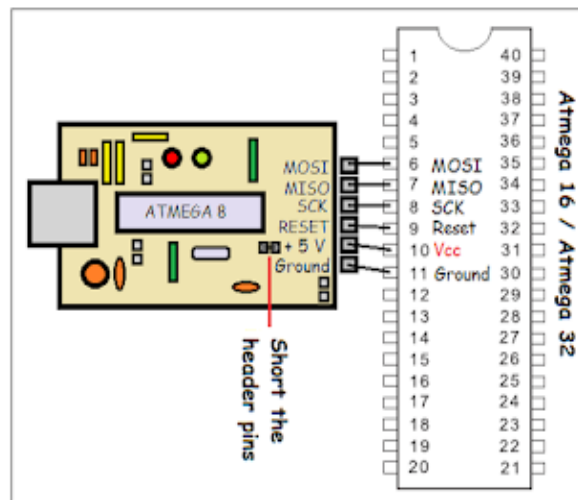 MOSI
MISO
SCK
RESET
+ 5 V
Ground
ATMEGA 8
Short the
header pins
1 40
2 39
3 38
4 37
5 36
6 MOSI 35
7 MISO 34
8 SCK 33
9 Reset 32
10 Vcc 31
11 Ground 30
12 29
13 28
14 27
15 26
16 25
17 24
18 23
19 22
20 21
Atmega 16 / Atmega 32